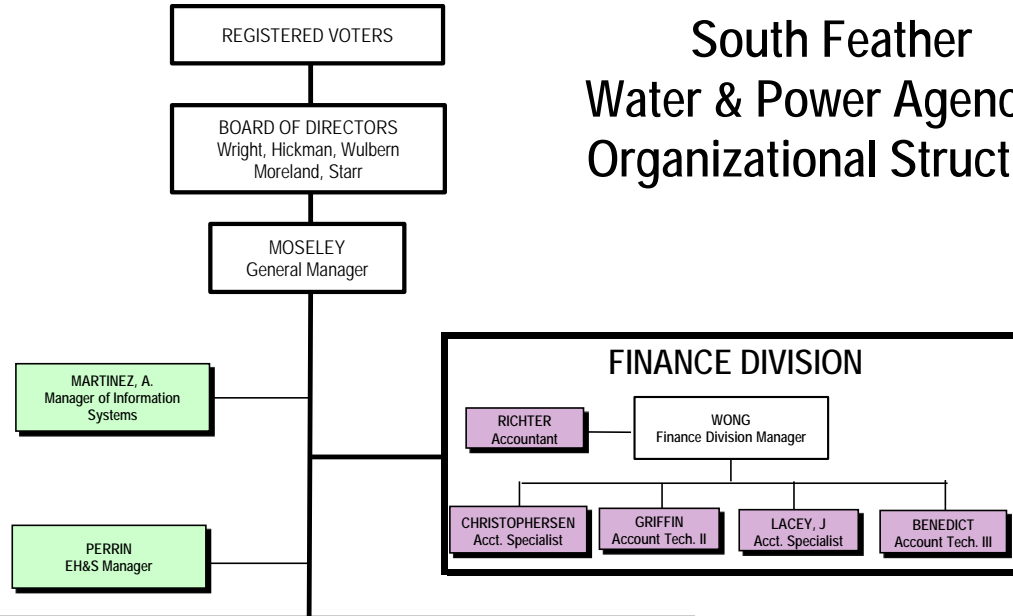 REGISTERED VOTERS
South Feather
Water & Power Agenc
Organizational Struct
BOARD OF DIRECTORS
Wright, Hickman, Wulbern
Moreland, Starr
MOSELEY
General Manager
MARTINEZ, A.
Manager of Information
Systems
FINANCE DIVISION
RICHTER
Accountant
WONG
Finance Division Manager
CHRISTOPHERSEN
Acct. Specialist
GRIFFIN
Account Tech. II
LACEY, J
Acct. Specialist
BENEDICT
Account Tech. III
PERRIN
EH&S Manager